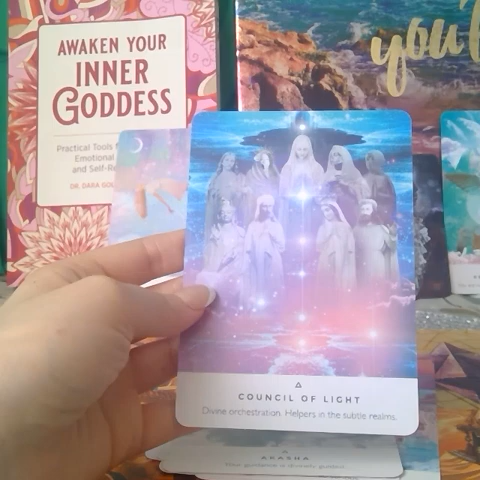 AWAKEN YOUR
INNER
GODDESS
Practical Tools
Emotional
and Self-
DR. DARA
you'
COUNCIL OF LIGHT
Divine orchestration. Helpers in the subtle realms.
AKASHA
Your guidance is divinely guided.